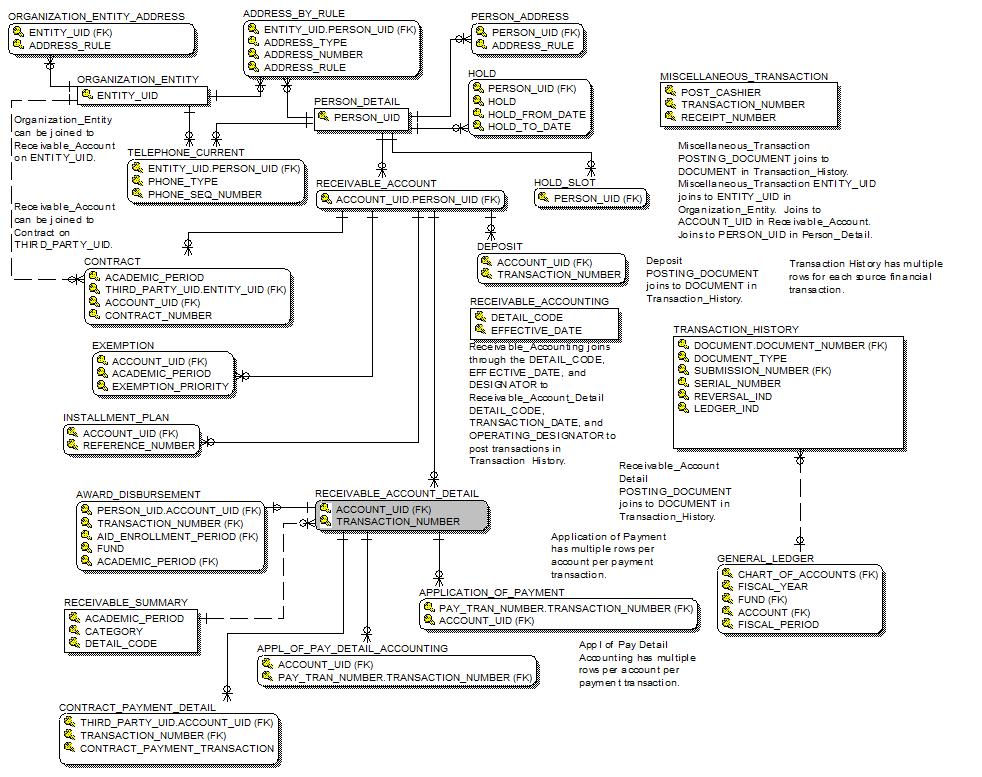 ORGANIZATION_ENTITY_ADDRESS
ENTITY_UID (FK)
ADDRESS_RULE
ADDRESS_BY_RULE
ENTITY_UID.PERSON_UID (FK)
ADDRESS_TYPE
ADDRESS_NUMBER
ADDRESS_RULE
PERSON_ADDRESS
PERSON_UID (FK)
ADDRESS_RULE
ORGANIZATION_ENTITY
ENTITY_UID
HOLD
PERSON_UID (FK)
HOLD
HOLD_FROM_DATE
HOLD_TO_DATE
MISCELLANEOUS_TRANSACTION
POST_CASHIER
TRANSACTION_NUMBER
RECEIPT_NUMBER
PERSON_DETAIL
PERSON_UID
Organization_Entity
can be joined to
Receivable_Account
on ENTITY_UID.
Miscellaneous_Transaction
POSTING_DOCUMENT joins to
DOCUMENT in Transaction_History.
Miscellaneous_Transaction ENTITY_UID
joins to ENTITY_UID in
Organization_Entity. Joins to
ACCOUNT_UID in Receivable_Account.
Joins to PERSON_UID in Person_Detail.
TELEPHONE_CURRENT
ENTITY_UID.PERSON_UID (FK)
PHONE_TYPE
PHONE_SEQ_NUMBER
RECEIVABLE_ACCOUNT
ACCOUNT_UID.PERSON_UID (FK)
HOLD_SLOT
PERSON_UID (FK)
Receivable_Account
can be joined to
Contract on
THIRD_PARTY_UID.
DEPOSIT
ACCOUNT_UID (FK)
TRANSACTION_NUMBER
Deposit
POSTING_DOCUMENT
joins to DOCUMENT in
Transaction_History.
Transaction History has multiple
rows for each source financial
transaction.
CONTRACT
ACADEMIC_PERIOD
THIRD_PARTY_UID.ENTITY_UID (FK)
ACCOUNT_UID (FK)
CONTRACT_NUMBER
RECEIVABLE_ACCOUNTING
DETAIL_CODE
EFFECTIVE_DATE
Receivable_Accounting joins
through the DETAIL_CODE,
EFFECTIVE_DATE, and
DESIGNATOR to
Receivable_Account_Detail
DETAIL_CODE,
TRANSACTION_DATE, and
OPERATING_DESIGNATOR to
post transactions in
Transaction History.
TRANSACTION_HISTORY
DOCUMENT.DOCUMENT_NUMBER (FK)
DOCUMENT_TYPE
SUBMISSION_NUMBER (FK)
SERIAL_NUMBER
REVERSAL_IND
LEDGER_IND
EXEMPTION
ACCOUNT_UID (FK)
ACADEMIC_PERIOD
EXEMPTION_PRIORITY
INSTALLMENT_PLAN
ACCOUNT_UID (FK)
REFERENCE_NUMBER
Receivable_Account
Detail
POSTING_DOCUMENT
joins to DOCUMENT in
Transaction_History.
AWARD_DISBURSEMENT
PERSON_UID.ACCOUNT_UID (FK)
TRANSACTION_NUMBER (FK)
AID_ENROLLMENT_PERIOD (FK)
FUND
ACADEMIC_PERIOD (FK)
RECEIVABLE_ACCOUNT_DETAIL
ACCOUNT_UID (FK)
TRANSACTION_NUMBER
Application of Payment
has multiple rows per
account per payment
transaction.
GENERAL_LEDGER
CHART_OF_ACCOUNTS (FK)
FISCAL_YEAR
FUND (FK)
ACCOUNT (FK)
FISCAL_PERIOD
RECEIVABLE_SUMMARY
ACADEMIC_PERIOD
CATEGORY
DETAIL_CODE
APPLICATION_OF_PAYMENT
PAY_TRAN_NUMBER.TRANSACTION_NUMBER (FK)
ACCOUNT_UID (FK)
APPL_OF_PAY_DETAIL_ACCOUNTING
ACCOUNT_UID (FK)
PAY_TRAN_NUMBER.TRANSACTION_NUMBER (FK)
Appl of Pay Detail
Accounting has multiple
rows per account per
payment transaction.
CONTRACT_PAYMENT_DETAIL
THIRD_PARTY_UID.ACCOUNT_UID (FK)
TRANSACTION_NUMBER (FK)
CONTRACT_PAYMENT_TRANSACTION